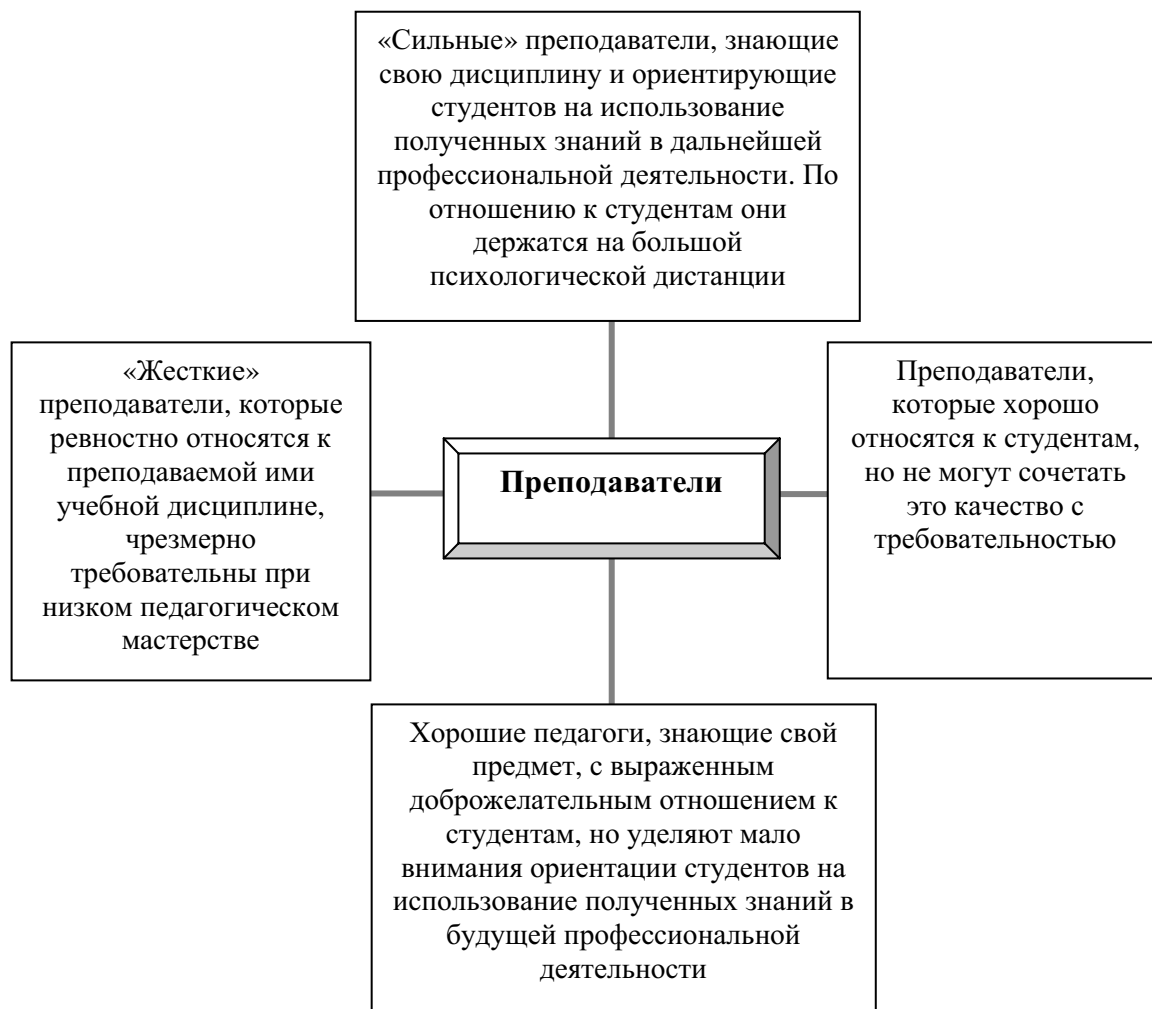 «Сильные» преподаватели, знающие
свою дисциплину и ориентирующие
студентов на использование
полученных знаний в дальнейшей
профессиональной деятельности. По
отношению к студентам они
держатся на большой
психологической дистанции
«Жесткие»
преподаватели, которые
ревностно относятся к
преподаваемой ими
учебной дисциплине,
чрезмерно
требовательны при
низком педагогическом
мастерстве
Преподаватели
Преподаватели,
которые хорошо
относятся к студентам,
но не могут сочетать
это качество с
требовательностью
Хорошие педагоги, знающие свой
предмет, с выраженным
доброжелательным отношением к
студентам, но уделяют мало
внимания ориентации студентов на
использование полученных знаний в
будущей профессиональной
деятельности